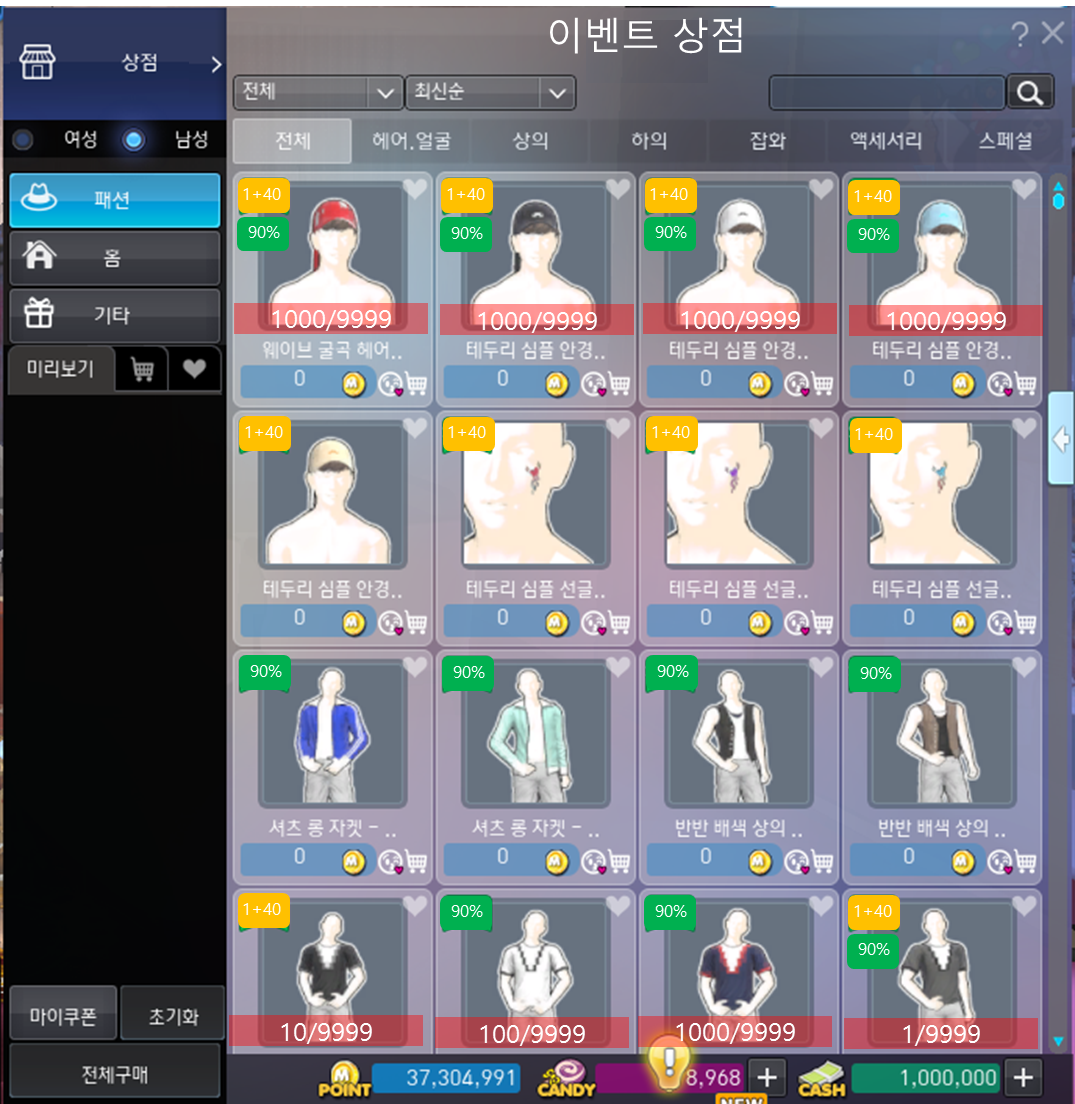 이벤트 상점
?
상점
전체
최신순
여성
남성
전체
헤어.얼굴
상의
하의
잡화
액세서리
스페셜
패션
홈
기타
미리보기
1+40
90%
1000/9999
웨이브 굴곡 헤어..
0
1+40
90%
1000/9999
테두리 심플 안경..
0
1+40
90%
1000/9999
테두리 심플 안경..
0
1+40
90%
1000/9999
테두리 심플 안경..
0
1+40
테두리 심플 안경..
0
1+40
테두리 심플 선글..
0
1+40
테두리 심플 선글..
0
1+40
테두리 심플 선글..
0
90%
셔츠 롱 자켓 - ..
0
90%
셔츠 롱 자켓 - ..
0
90%
반반 배색 상의 ..
0
90%
반반 배색 상의 ..
0
1+40
10/9999
90%
100/9999
90%
1000/9999
1+40
90%
1/9999
마이쿠폰
초기화
전체구매
M POINT
37,304,991
CANDY
8,968
+
NEW
CASH
1,000,000
+